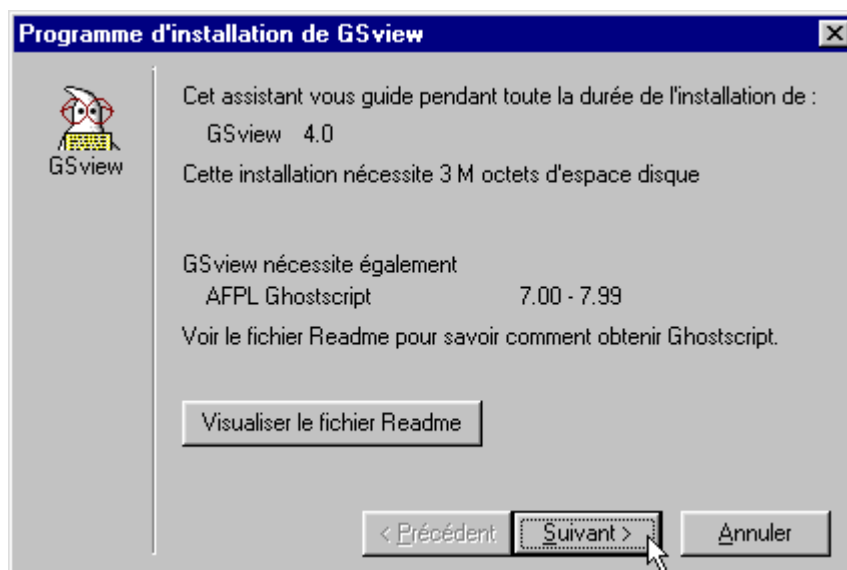 Programme d'installation de GSview
GSview
Cet assistant vous guide pendant toute la durée de l'installation de :
GSview 4.0
Cette installation nécessite 3 M octets d'espace disque
GSview nécessite également
AFPL Ghostscript 7.00 - 7.99
Voir le fichier Readme pour savoir comment obtenir Ghostscript.
Visualiser le fichier Readme
< Précédent Suivant > Annuler